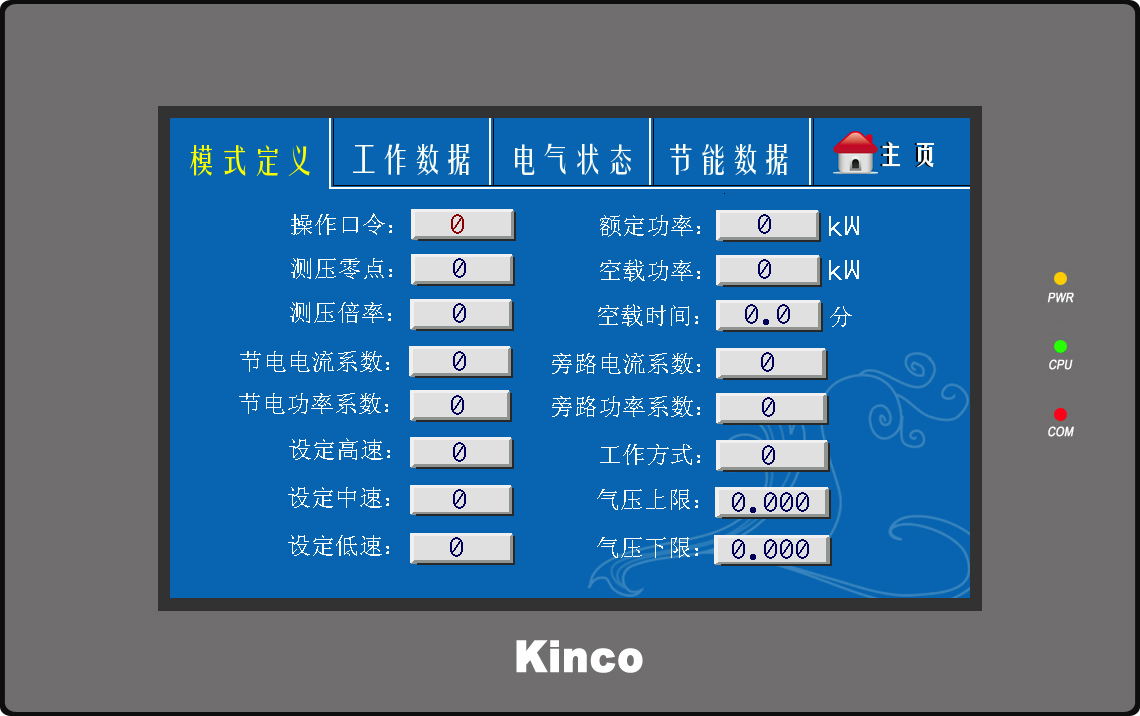 模式定义 工作数据 电气状态 节能数据 主页
操作口令： 0 额定功率： 0 kW
测压零点： 0 空载功率： 0 kW
测压倍率： 0 空载时间： 0.0 分
节电电流系数： 0 旁路电流系数： 0
节电功率系数： 0 旁路功率系数： 0
设定高速： 0 工作方式： 0
设定中速： 0 气压上限： 0.000
设定低速： 0 气压下限： 0.000
PWR
CPU
COM
Kinco